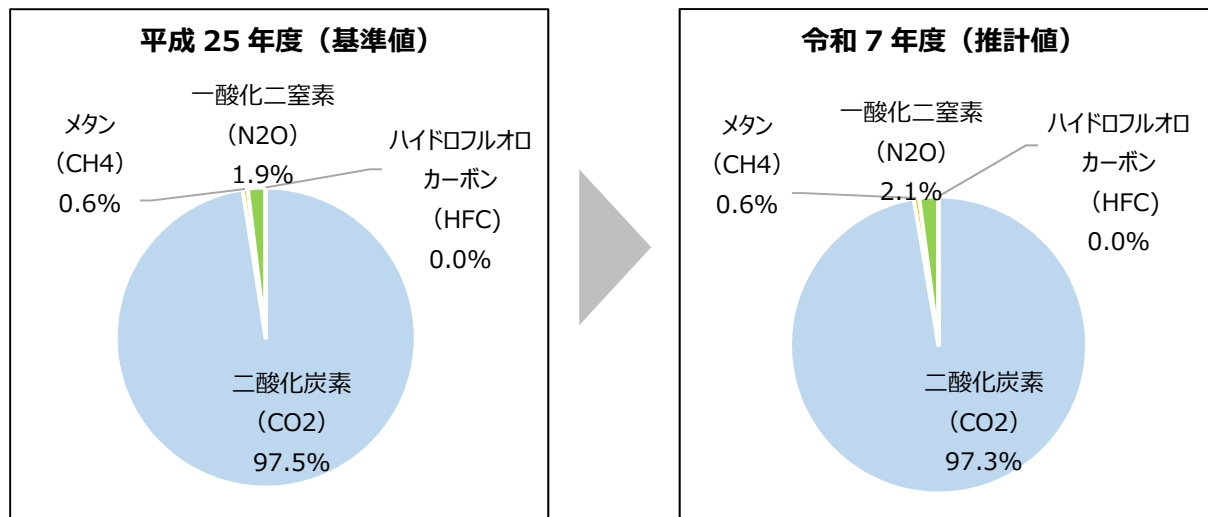 平成 25 年度（基準値）
メタン
（CH4）
0.6%
一酸化二窒素
（N2O）
1.9%
ハイドロフルオロ
カーボン
（HFC)
0.0%
二酸化炭素
（CO2）
97.5%
令和 7 年度（推計値）
メタン
（CH4）
0.6%
一酸化二窒素
（N2O）
2.1%
ハイドロフルオロ
カーボン
（HFC)
0.0%
二酸化炭素
（CO2）
97.3%